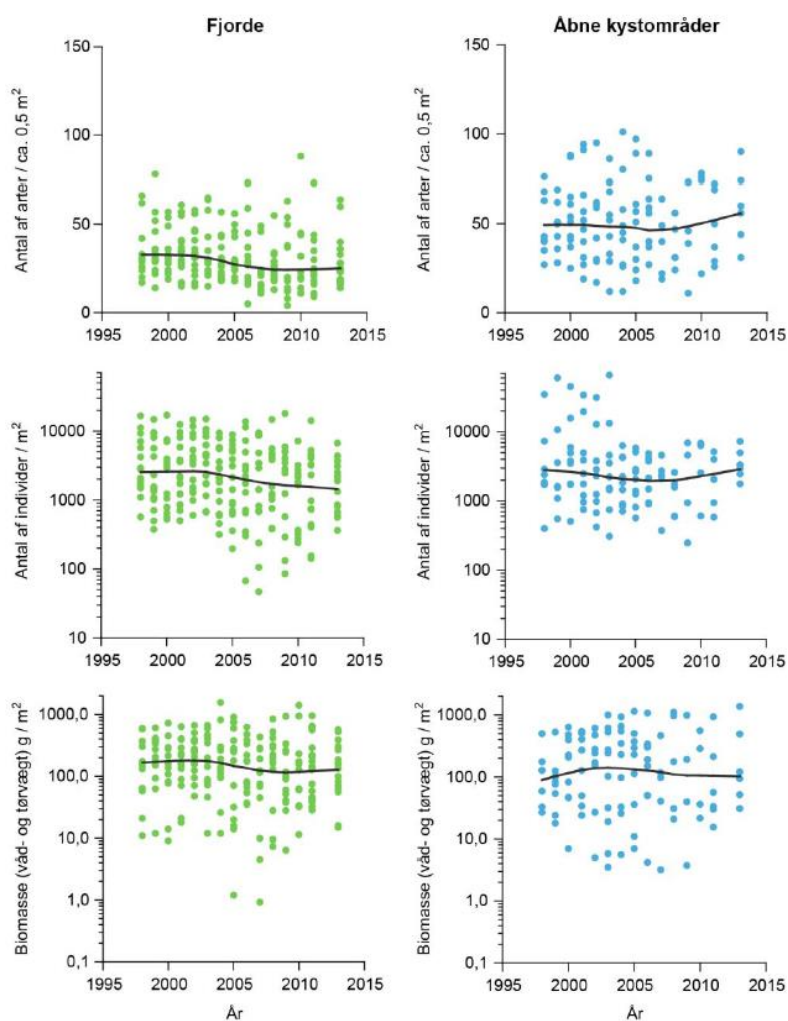 Fjorde
Åbne kystområder
Antal af arter / ca. 0,5 m²
150
100
50
0
1995 2000 2005 2010 2015
Antal af arter / ca. 0,5 m²
150
100
50
0
1995 2000 2005 2010 2015
Antal af individer / m²
10000
1000
100
10
1995 2000 2005 2010 2015
Antal af individer / m²
10000
1000
100
10
1995 2000 2005 2010 2015
Biomasse (våd- og tørvægt) g / m²
1000,0
100,0
10,0
1,0
0,1
1995 2000 2005 2010 2015
År
Biomasse (våd- og tørvægt) g / m²
1000,0
100,0
10,0
1,0
0,1
1995 2000 2005 2010 2015
År